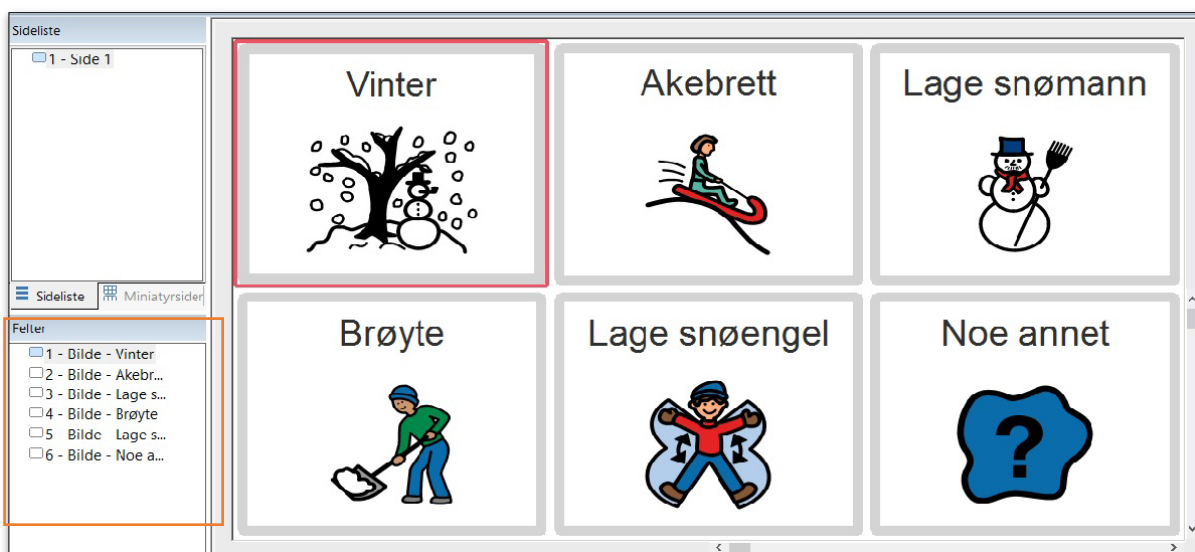 Sideliste
1 - Side 1
Sideliste
Miniatyrsider
Felter
1 - Bilde - Vinter
2 - Bilde - Akebr...
3 - Bilde - Lage s...
4 - Bilde - Brøyte
5 - Bilde - Lage s...
6 - Bilde - Noe a...
Vinter
Akebrett
Lage snømann
Brøyte
Lage snøengel
Noe annet
?